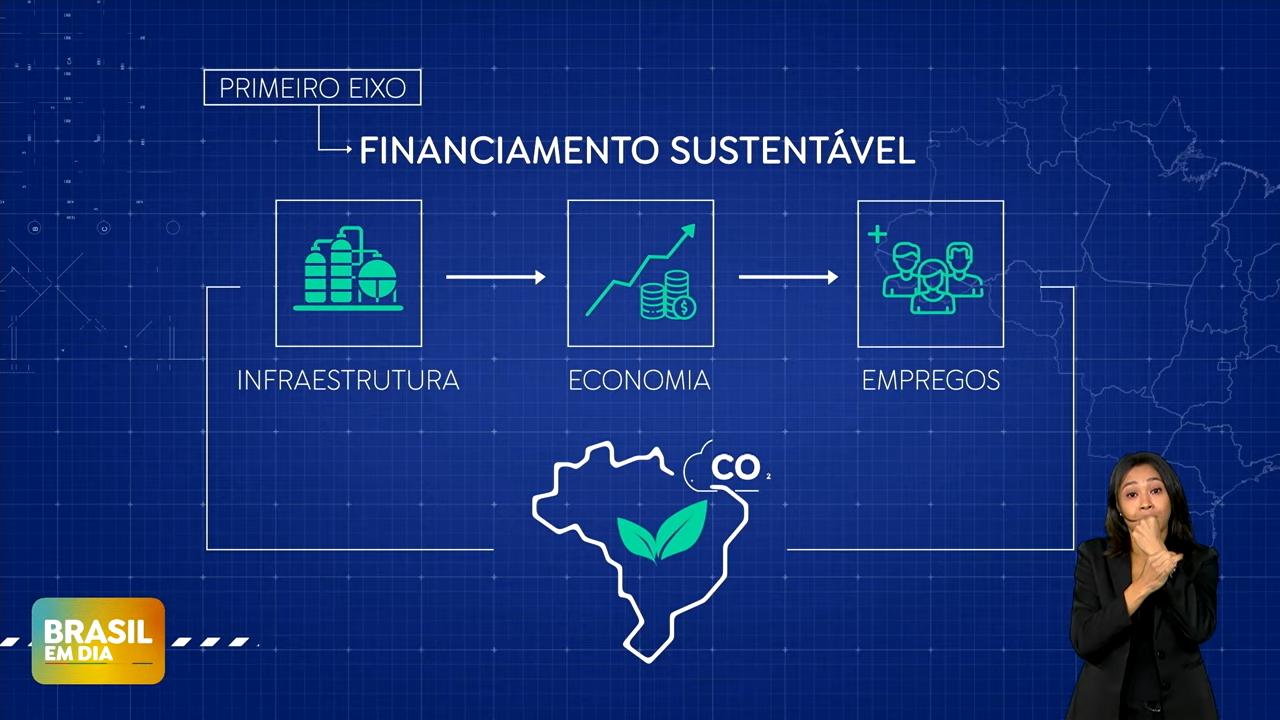 PRIMEIRO EIXO
FINANCIAMENTO SUSTENTÁVEL
INFRAESTRUTURA
ECONOMIA
EMPREGOS
CO₂
BRASIL
EM DIA